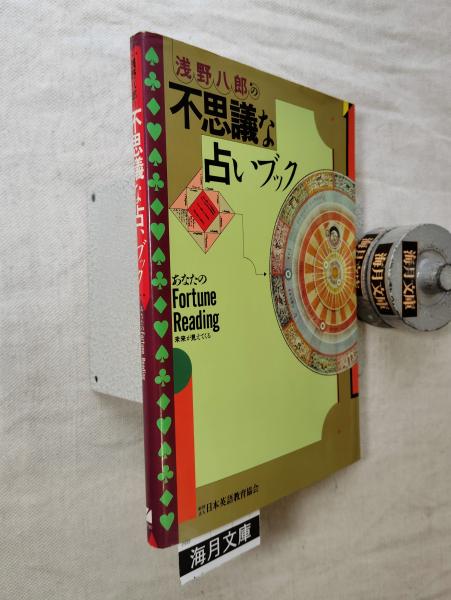 浅野八郎の
不思議な
占いブック
あなたの
Fortune
Reading
未来が見えてくる
日本英語教育協会
不思議な占いブック
Fortune Reading
海月文庫
海月文庫
海月文庫